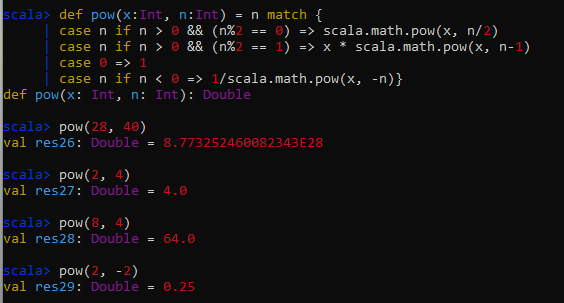 scala> def pow(x:Int, n:Int) = n match {
     | case n if n > 0 && (n%2 == 0) => scala.math.pow(x, n/2)
     | case n if n > 0 && (n%2 == 1) => x * scala.math.pow(x, n-1)
     | case 0 => 1
     | case n if n < 0 => 1/scala.math.pow(x, -n)}
def pow(x: Int, n: Int): Double
scala> pow(28, 40)
val res26: Double = 8.773252460082343E28
scala> pow(2, 4)
val res27: Double = 4.0
scala> pow(8, 4)
val res28: Double = 64.0
scala> pow(2, -2)
val res29: Double = 0.25